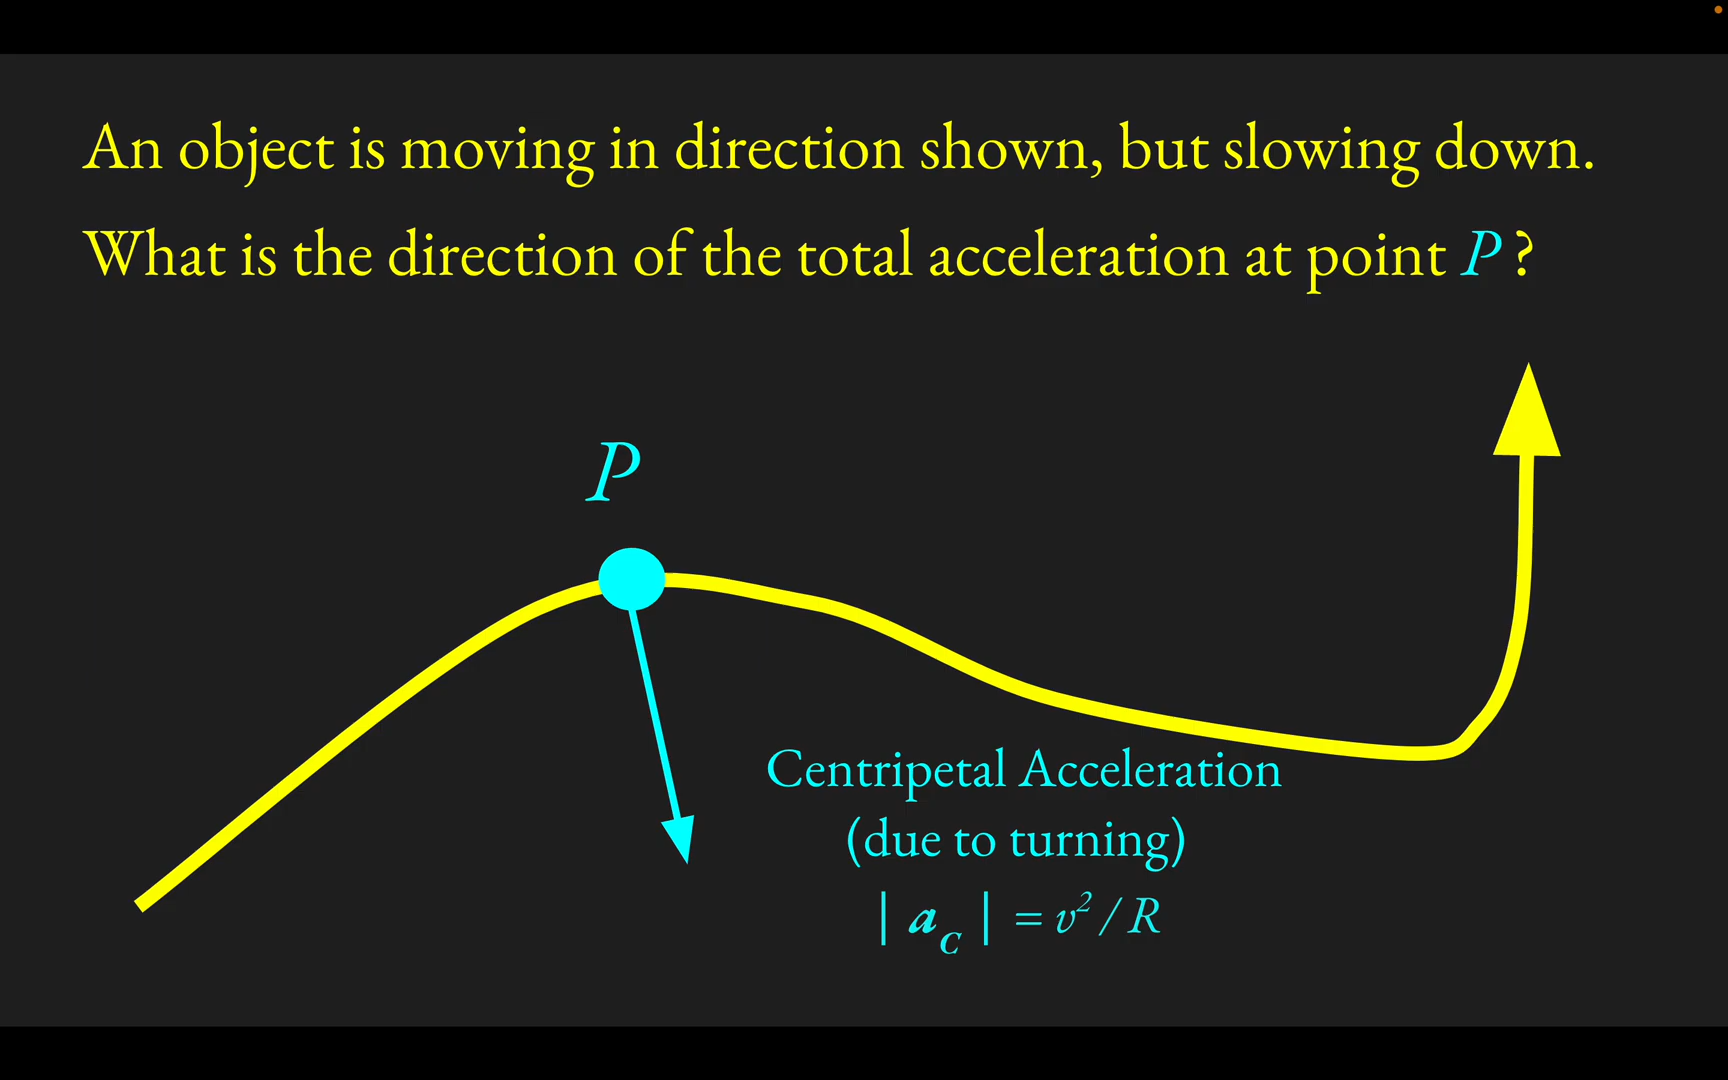 An object is moving in direction shown, but slowing down.
What is the direction of the total acceleration at point P ?
P
Centripetal Acceleration
(due to turning)
| a_C | = v² / R